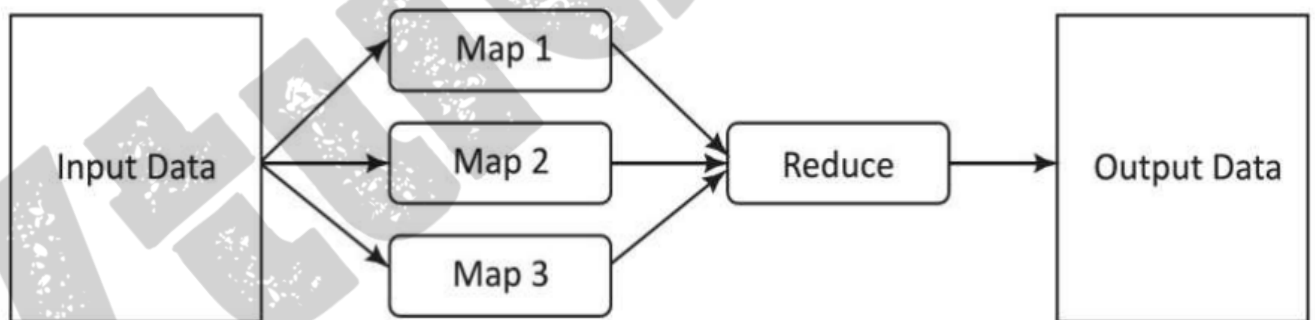 Input Data
Map 1
Map 2
Map 3
Reduce
Output Data